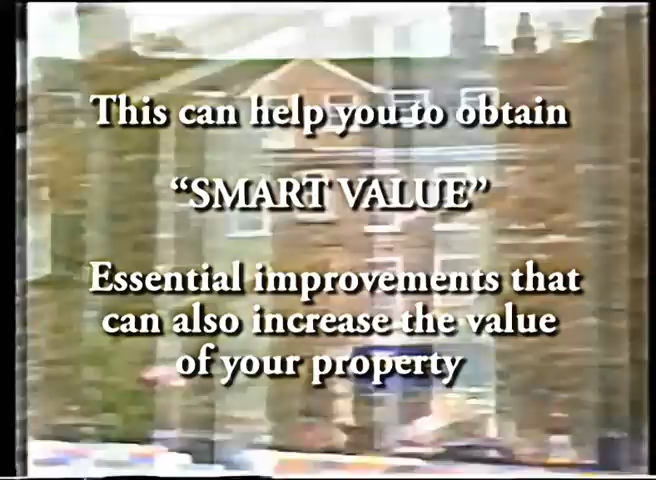 This can help you to obtain
“SMART VALUE”
Essential improvements that
can also increase the value
of your property